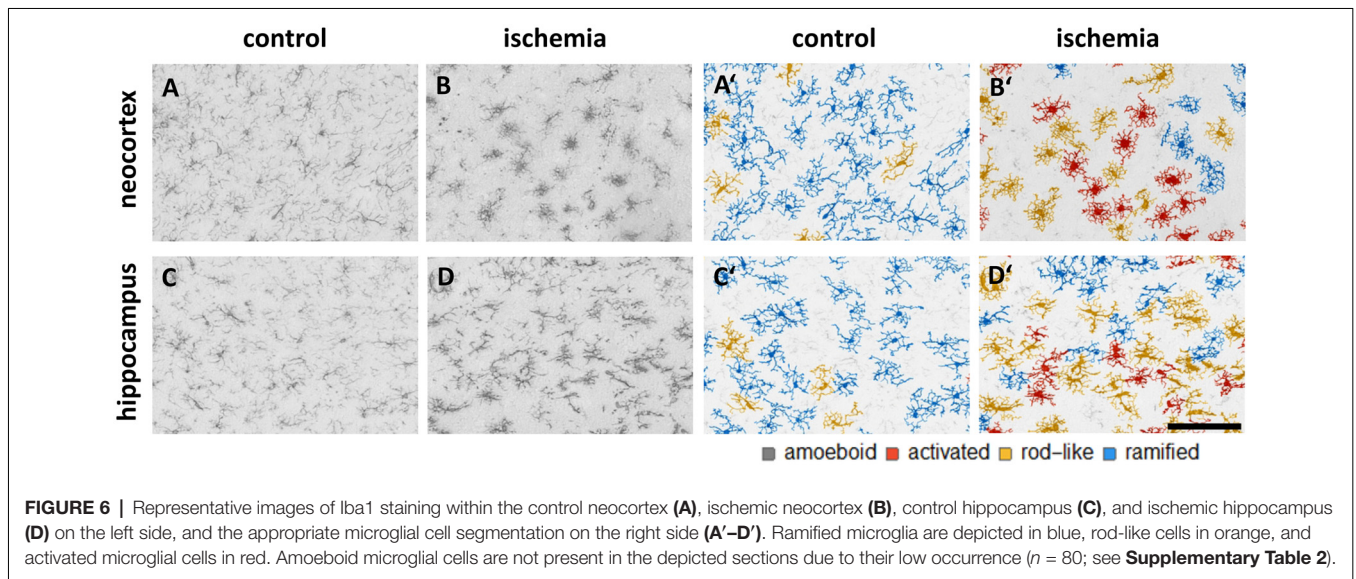 control ischemia control ischemia
neocortex
A B A‘ B‘
hippocampus
C D C‘ D‘
amoeboid activated rod–like ramified
FIGURE 6 | Representative images of Iba1 staining within the control neocortex (A), ischemic neocortex (B), control hippocampus (C), and ischemic hippocampus
(D) on the left side, and the appropriate microglial cell segmentation on the right side (A′–D′). Ramified microglia are depicted in blue, rod-like cells in orange, and
activated microglial cells in red. Amoeboid microglial cells are not present in the depicted sections due to their low occurrence (n = 80; see Supplementary Table 2).